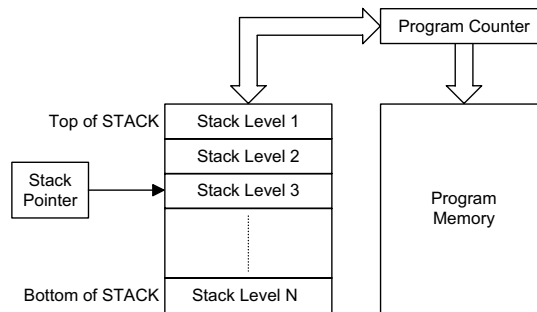 Program Counter
Top of STACK
Stack Level 1
Stack Level 2
Stack
Pointer
Stack Level 3
Program
Memory
Bottom of STACK
Stack Level N